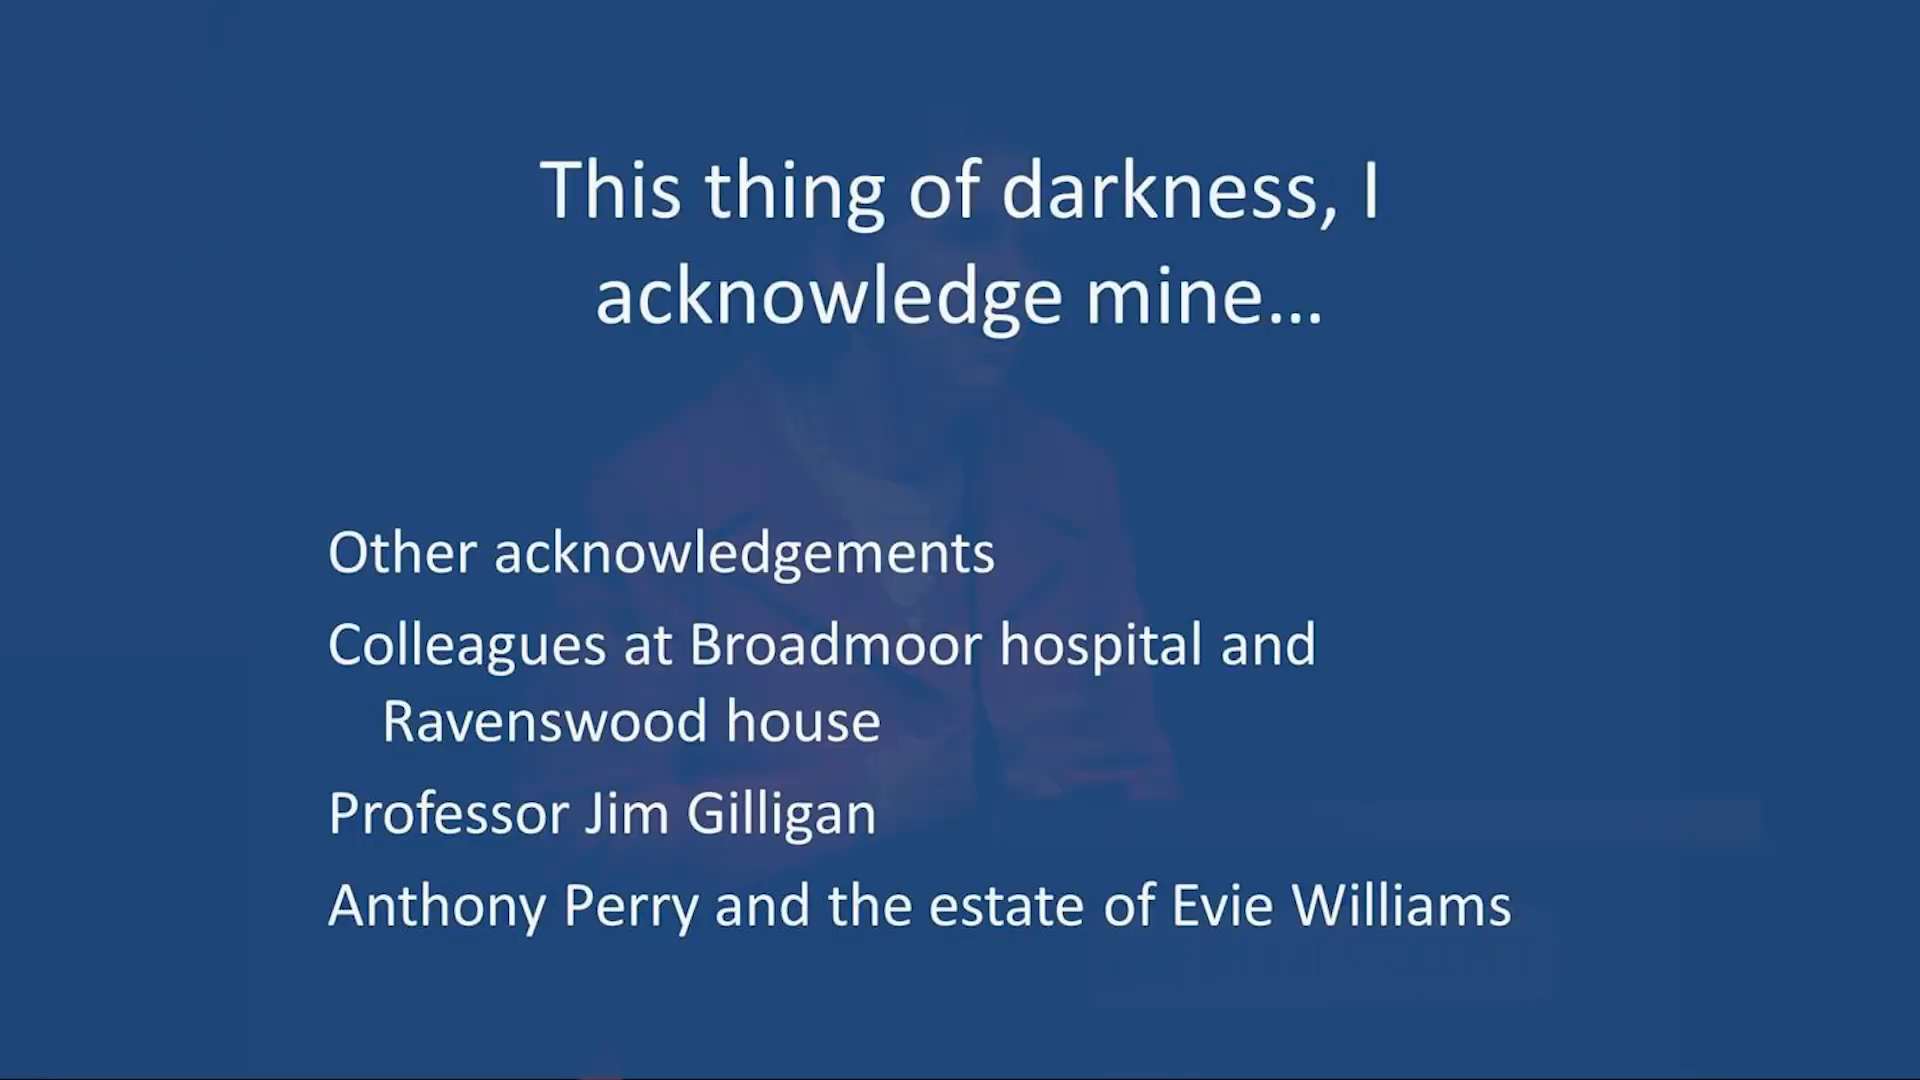 This thing of darkness, I
acknowledge mine...
Other acknowledgements
Colleagues at Broadmoor hospital and
Ravenswood house
Professor Jim Gilligan
Anthony Perry and the estate of Evie Williams